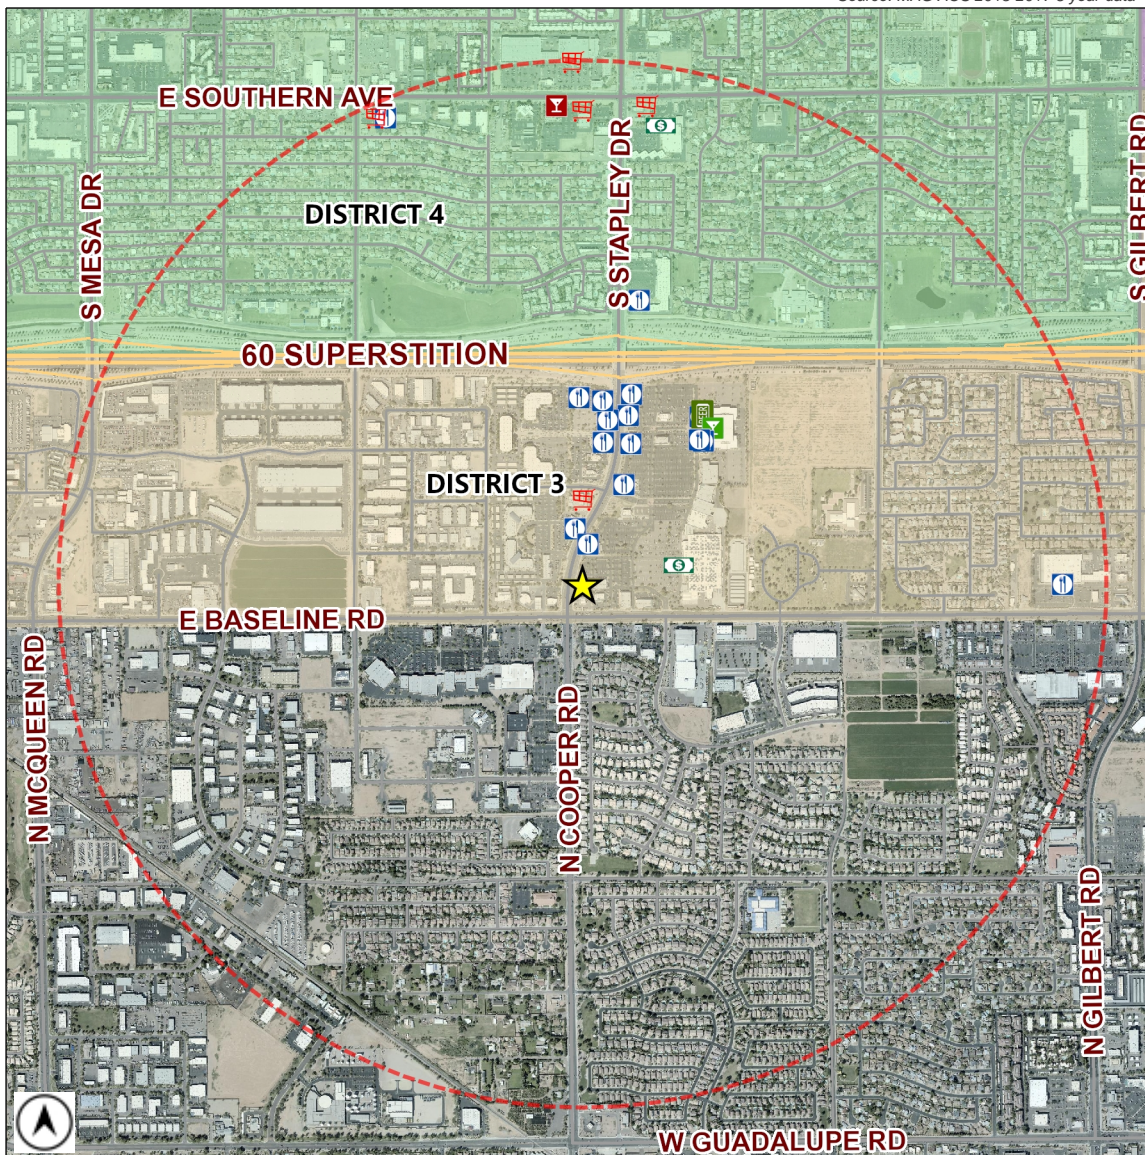 E SOUTHERN AVE
S MESA DR
S STAPLEY DR
S GILBERT RD
DISTRICT 4
60 SUPERSTITION
BEER
DISTRICT 3
E BASELINE RD
N MCQUEEN RD
N COOPER RD
N GILBERT RD
W GUADALUPE RD